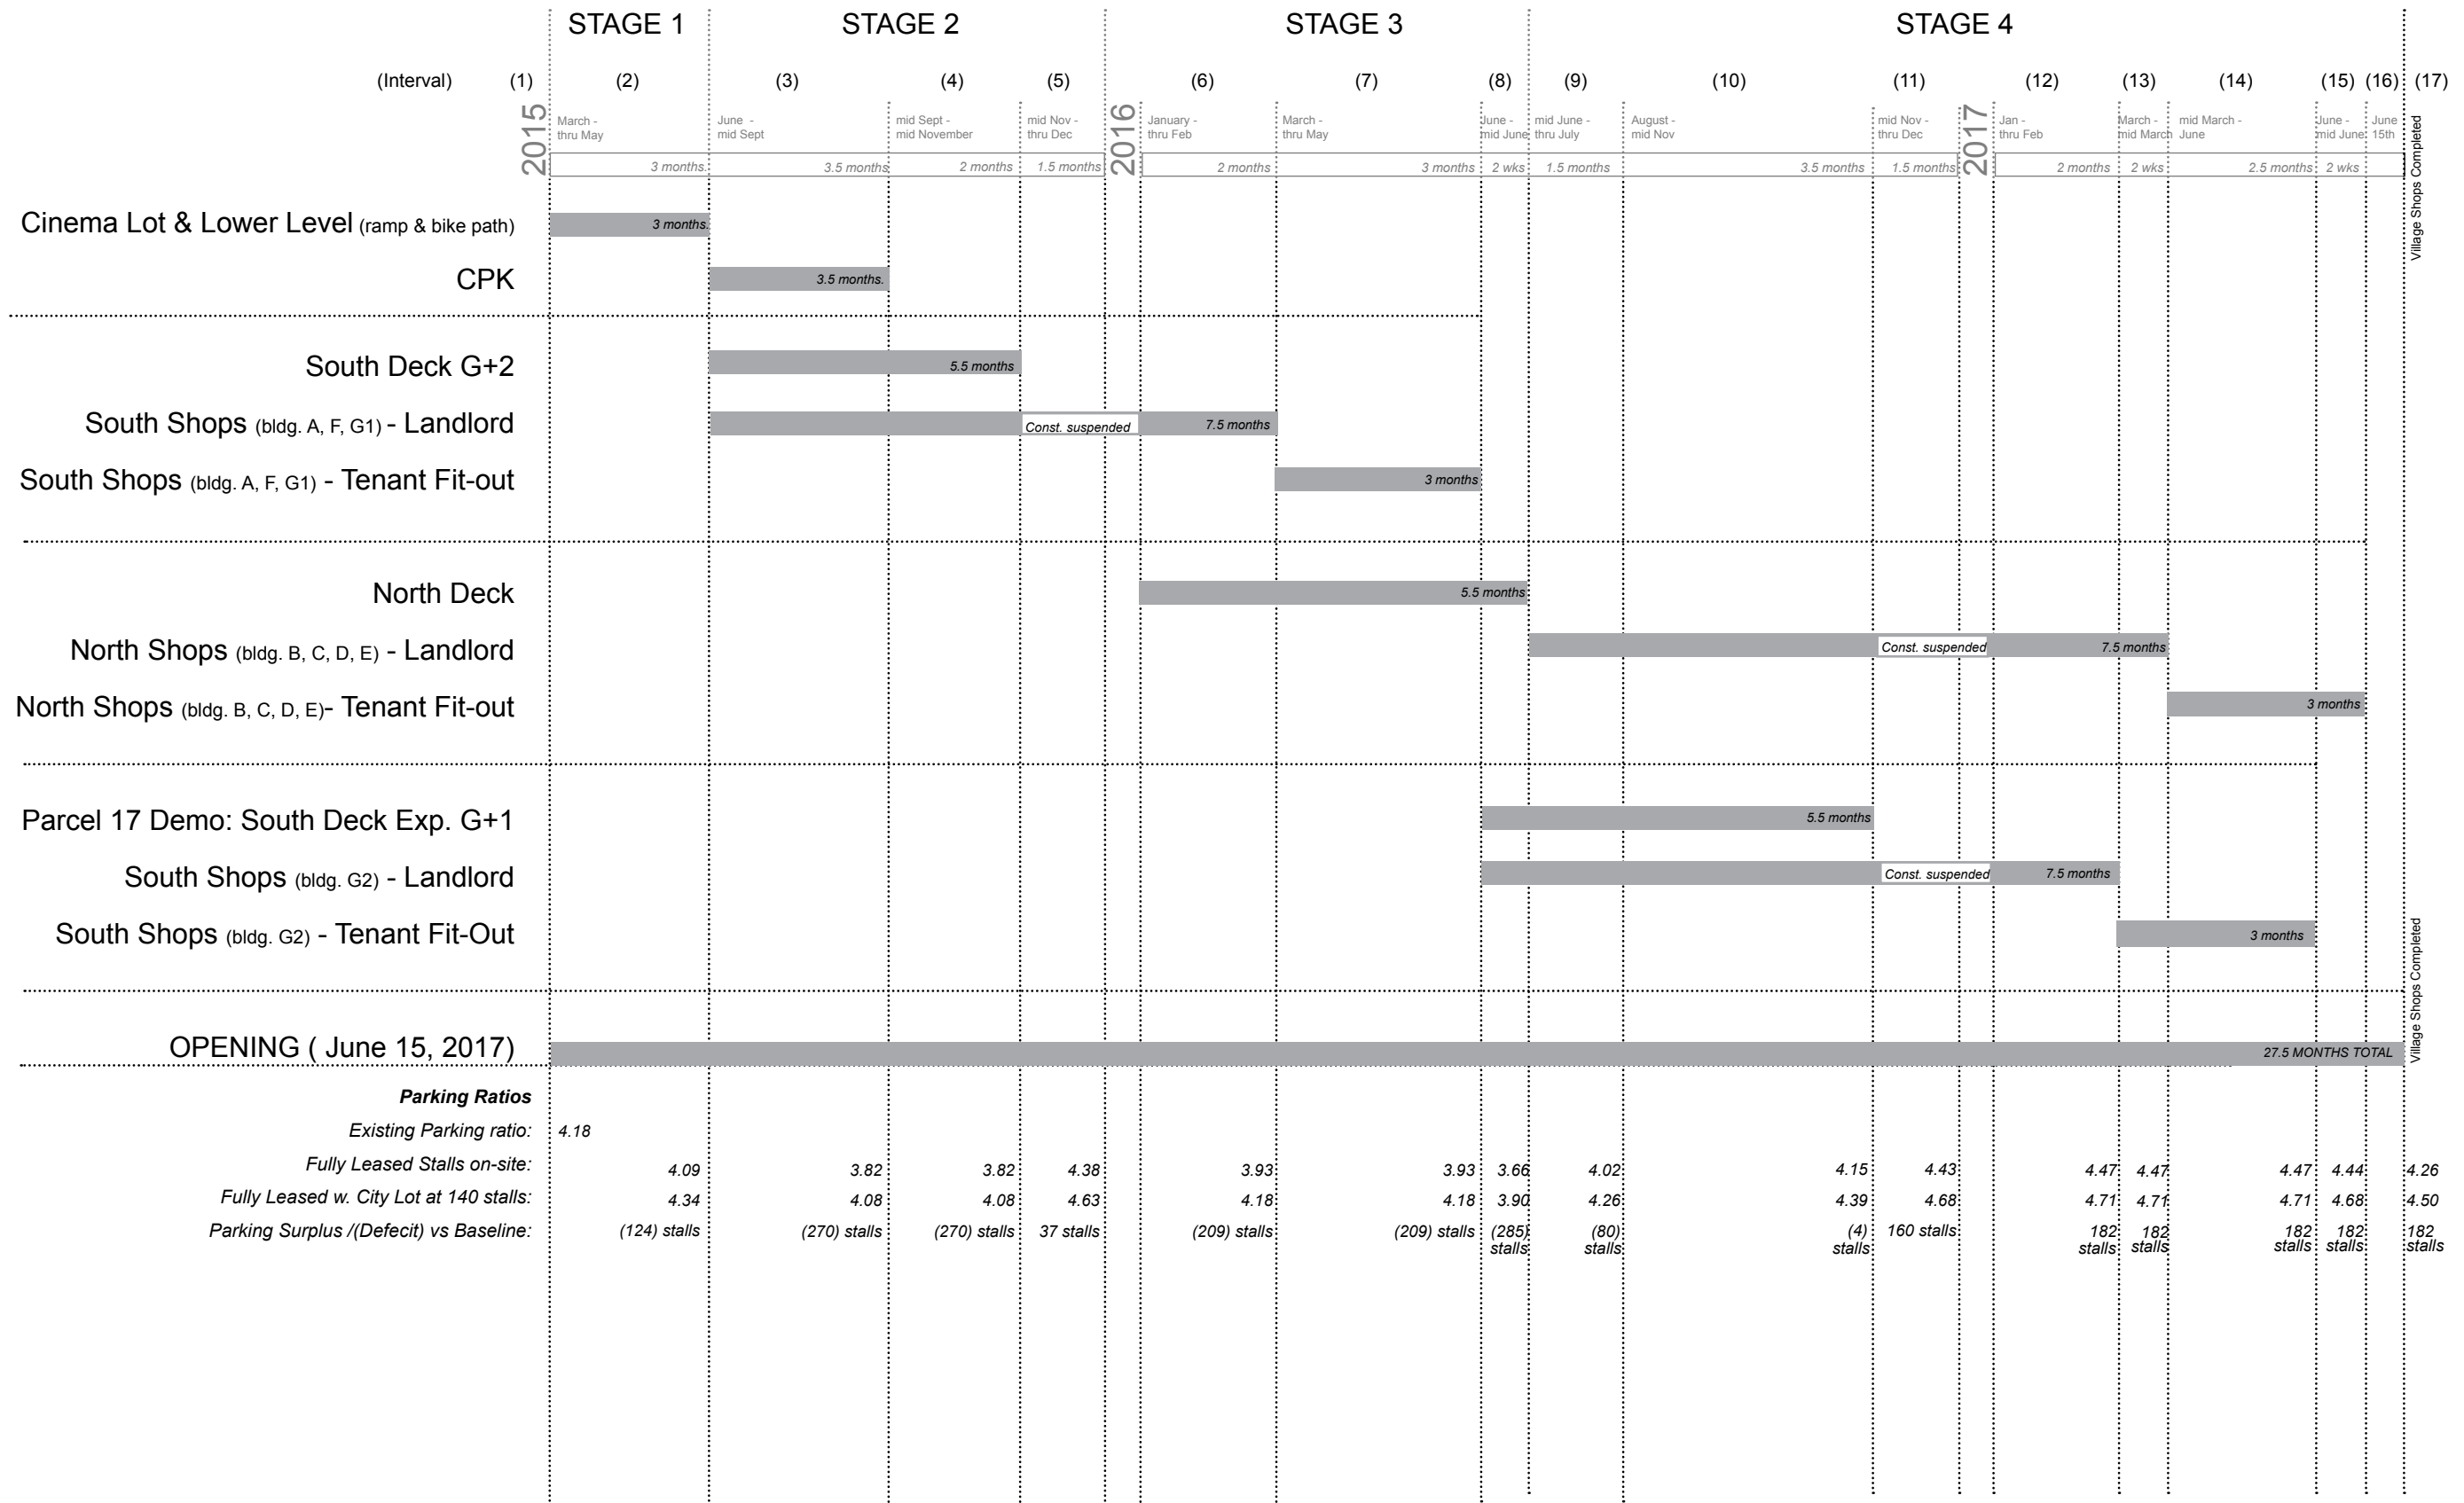 STAGE 1 STAGE 2 STAGE 3 STAGE 4
(Interval) (1) (2) (3) (4) (5) (6) (7) (8) (9) (10) (11) (12) (13) (14) (15) (16) (17)
2015
March -
thru May
June -
mid Sept
mid Sept -
mid November
mid Nov -
thru Dec
2016
January -
thru Feb
March -
thru May
June -
mid June
mid June -
thru July
August -
mid Nov
mid Nov -
thru Dec
2017
Jan -
thru Feb
March -
mid March
mid March -
June
June -
mid June
June
15th
Village Shops Completed
3 months. 3.5 months 2 months 1.5 months 2 months 3 months 2 wks 1.5 months 3.5 months 1.5 months 2 months 2 wks 2.5 months 2 wks
Cinema Lot & Lower Level (ramp & bike path) 3 months.
CPK 3.5 months.
South Deck G+2 5.5 months
South Shops (bldg. A, F, G1) - Landlord Const. suspended 7.5 months
South Shops (bldg. A, F, G1) - Tenant Fit-out 3 months
North Deck 5.5 months
North Shops (bldg. B, C, D, E) - Landlord Const. suspended 7.5 months
North Shops (bldg. B, C, D, E)- Tenant Fit-out 3 months
Parcel 17 Demo: South Deck Exp. G+1 5.5 months
South Shops (bldg. G2) - Landlord Const. suspended 7.5 months
South Shops (bldg. G2) - Tenant Fit-Out 3 months
Village Shops Completed
OPENING ( June 15, 2017) 27.5 MONTHS TOTAL
Parking Ratios
Existing Parking ratio: 4.18
Fully Leased Stalls on-site: 4.09 3.82 3.82 4.38 3.93 3.93 3.66 4.02 4.15 4.43 4.47 4.47 4.47 4.44 4.26
Fully Leased w. City Lot at 140 stalls: 4.34 4.08 4.08 4.63 4.18 4.18 3.90 4.26 4.39 4.68 4.71 4.71 4.71 4.68 4.50
Parking Surplus /(Defecit) vs Baseline: (124) stalls (270) stalls (270) stalls 37 stalls (209) stalls (209) stalls (285) (80) (4) 160 stalls 182 182 182 182 182
stalls stalls stalls stalls stalls stalls stalls stalls